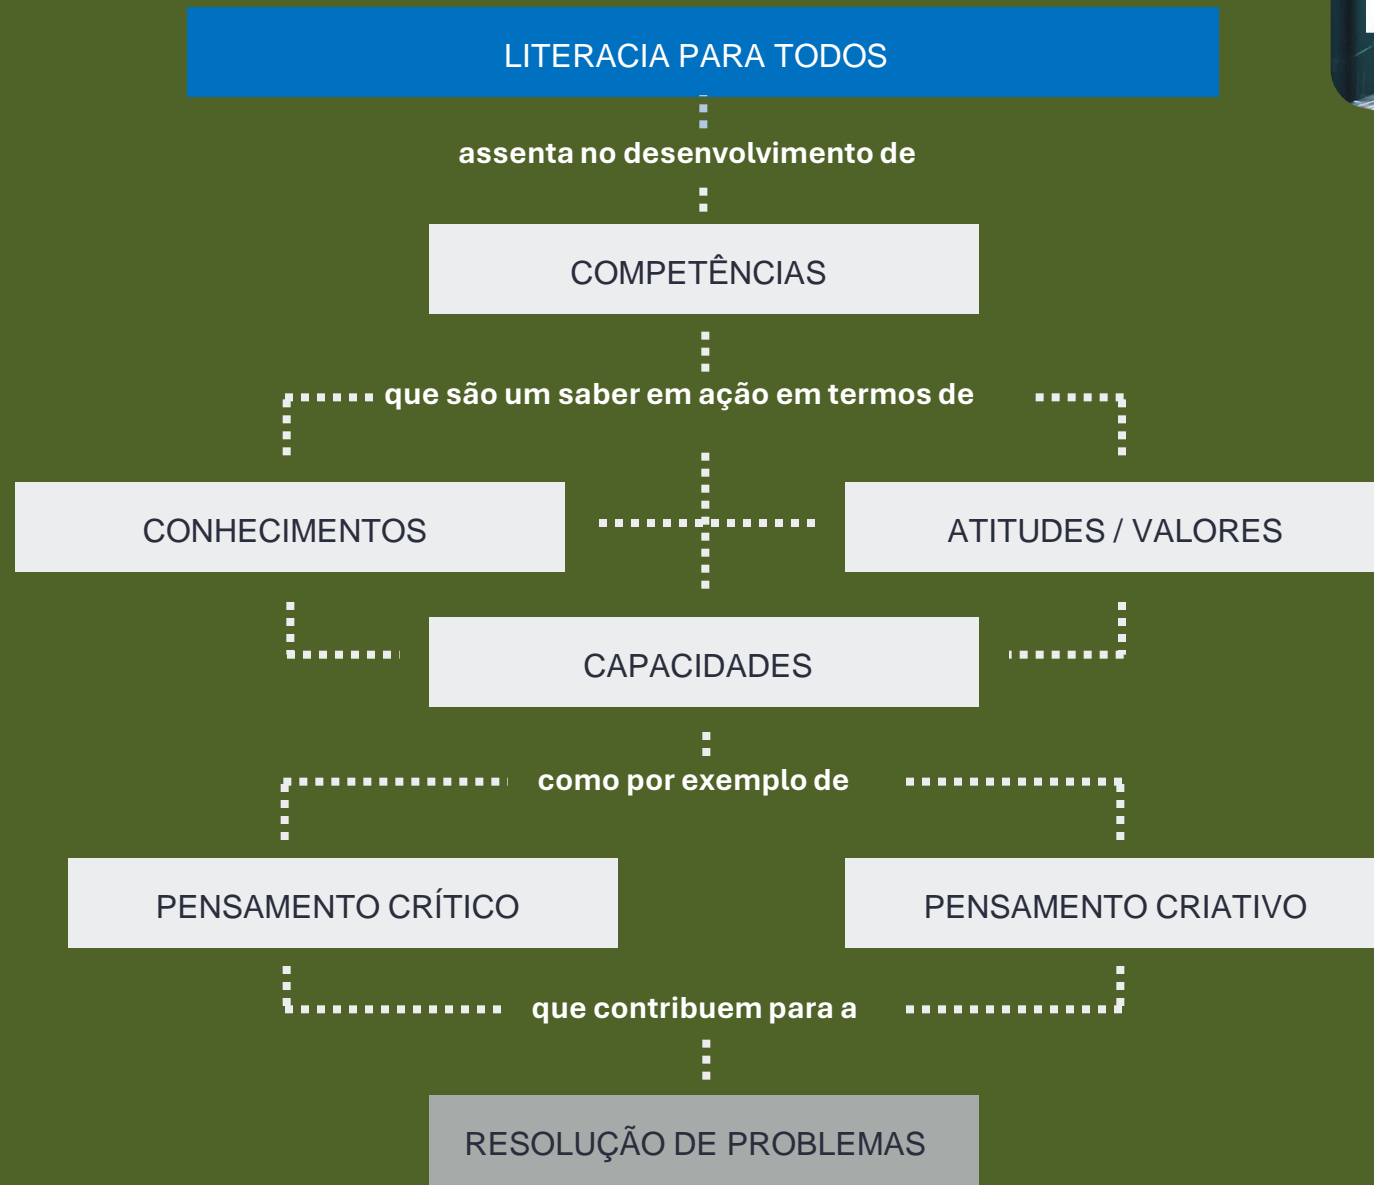 LITERACIA PARA TODOS
assenta no desenvolvimento de
COMPETÊNCIAS
que são um saber em ação em termos de
CONHECIMENTOS
ATITUDES / VALORES
CAPACIDADES
como por exemplo de
PENSAMENTO CRÍTICO
PENSAMENTO CRIATIVO
que contribuem para a
RESOLUÇÃO DE PROBLEMAS